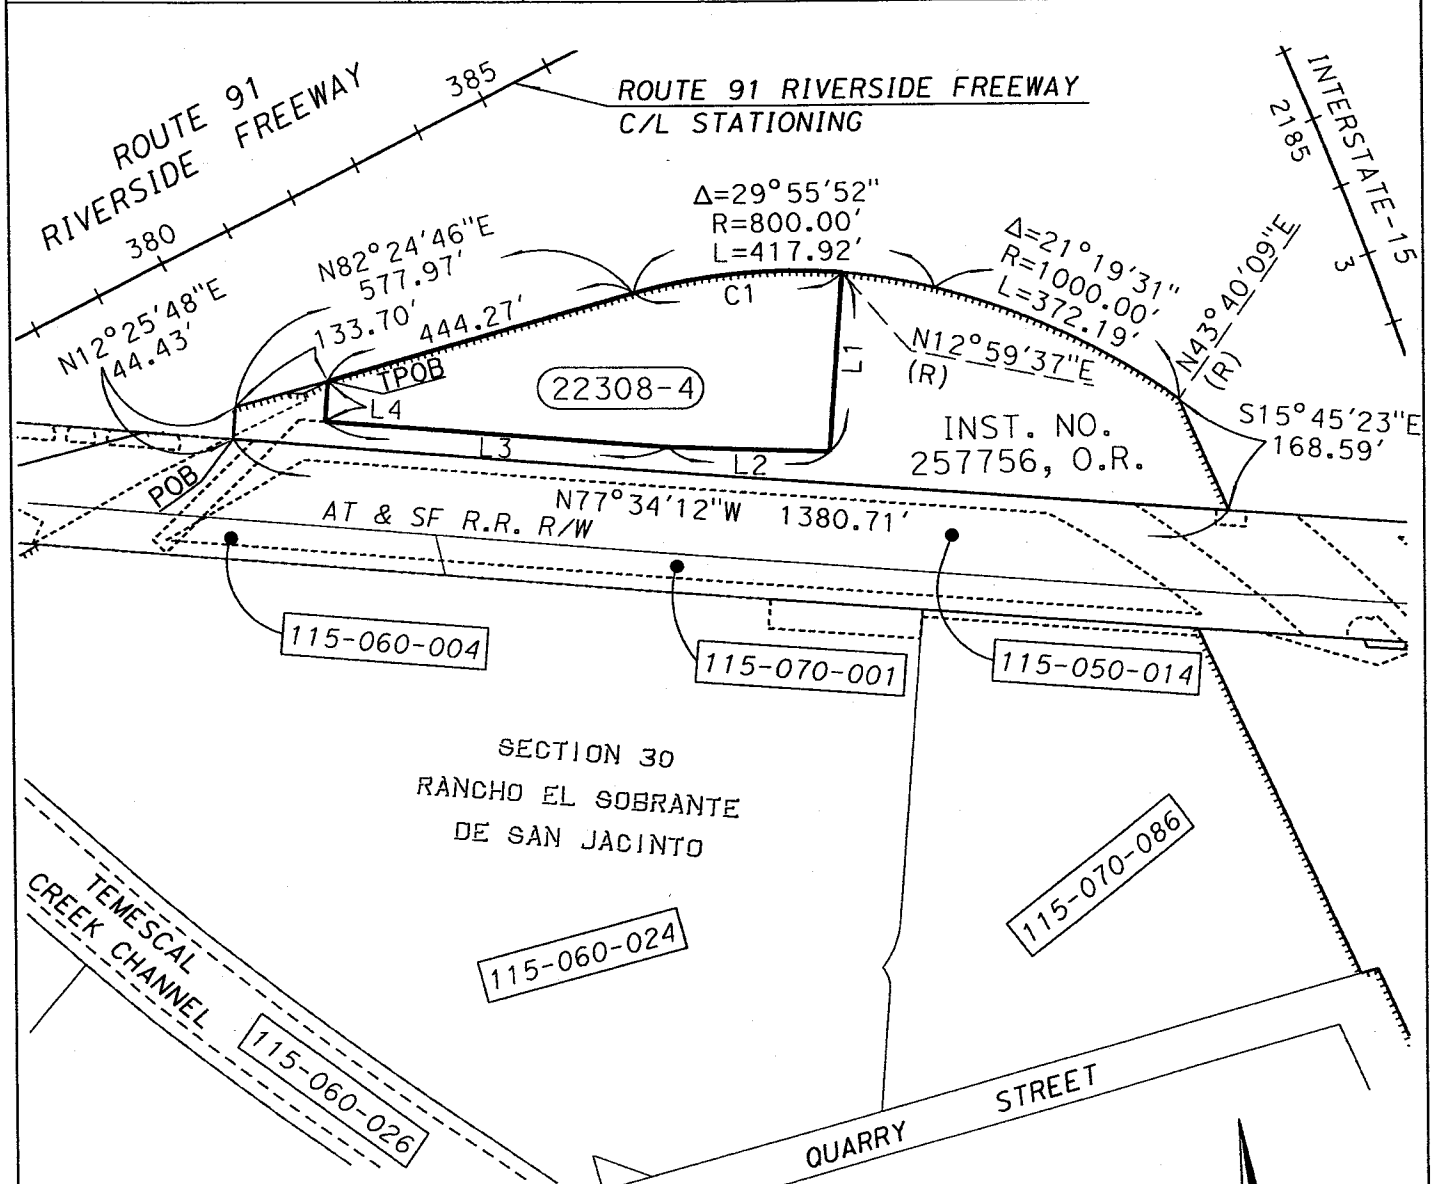 ROUTE 91
RIVERSIDE FREEWAY
385
380
ROUTE 91 RIVERSIDE FREEWAY
C/L STATIONING
INTERSTATE-15
2185
3
Δ=29°55'52"
R=800.00'
L=417.92'
N82°24'46"E
577.97'
133.70'
444.27'
N12°25'48"E
44.43'
Δ=21°19'31"
R=1000.00'
L=372.19'
N43°40'09"E
(R)
C1
L1
N12°59'37"E
(R)
TPOB
L4
22308-4
L3
L2
INST. NO.
257756, O.R.
S15°45'23"E
168.59'
POB
N77°34'12"W 1380.71'
AT & SF R.R. R/W
115-060-004
115-070-001
115-050-014
SECTION 30
RANCHO EL SOBRANTE
DE SAN JACINTO
115-070-086
115-060-024
TEMESCAL
CREEK CHANNEL
115-060-026
QUARRY STREET